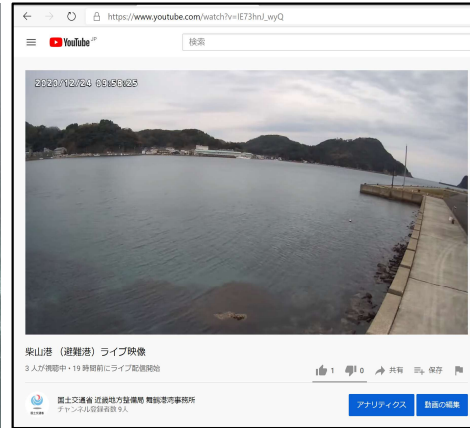 https://www.youtube.com/watch?v=IE73hnJ_wyQ
YouTube JP
検索
2020/12/24 09:58:25
柴山港 （避難港）ライブ映像
3 人が視聴中・19 時間前にライブ配信開始
1
0
共有
保存
国土交通省 近畿地方整備局 舞鶴港湾事務所
チャンネル登録者数 9人
アナリティクス
動画の編集